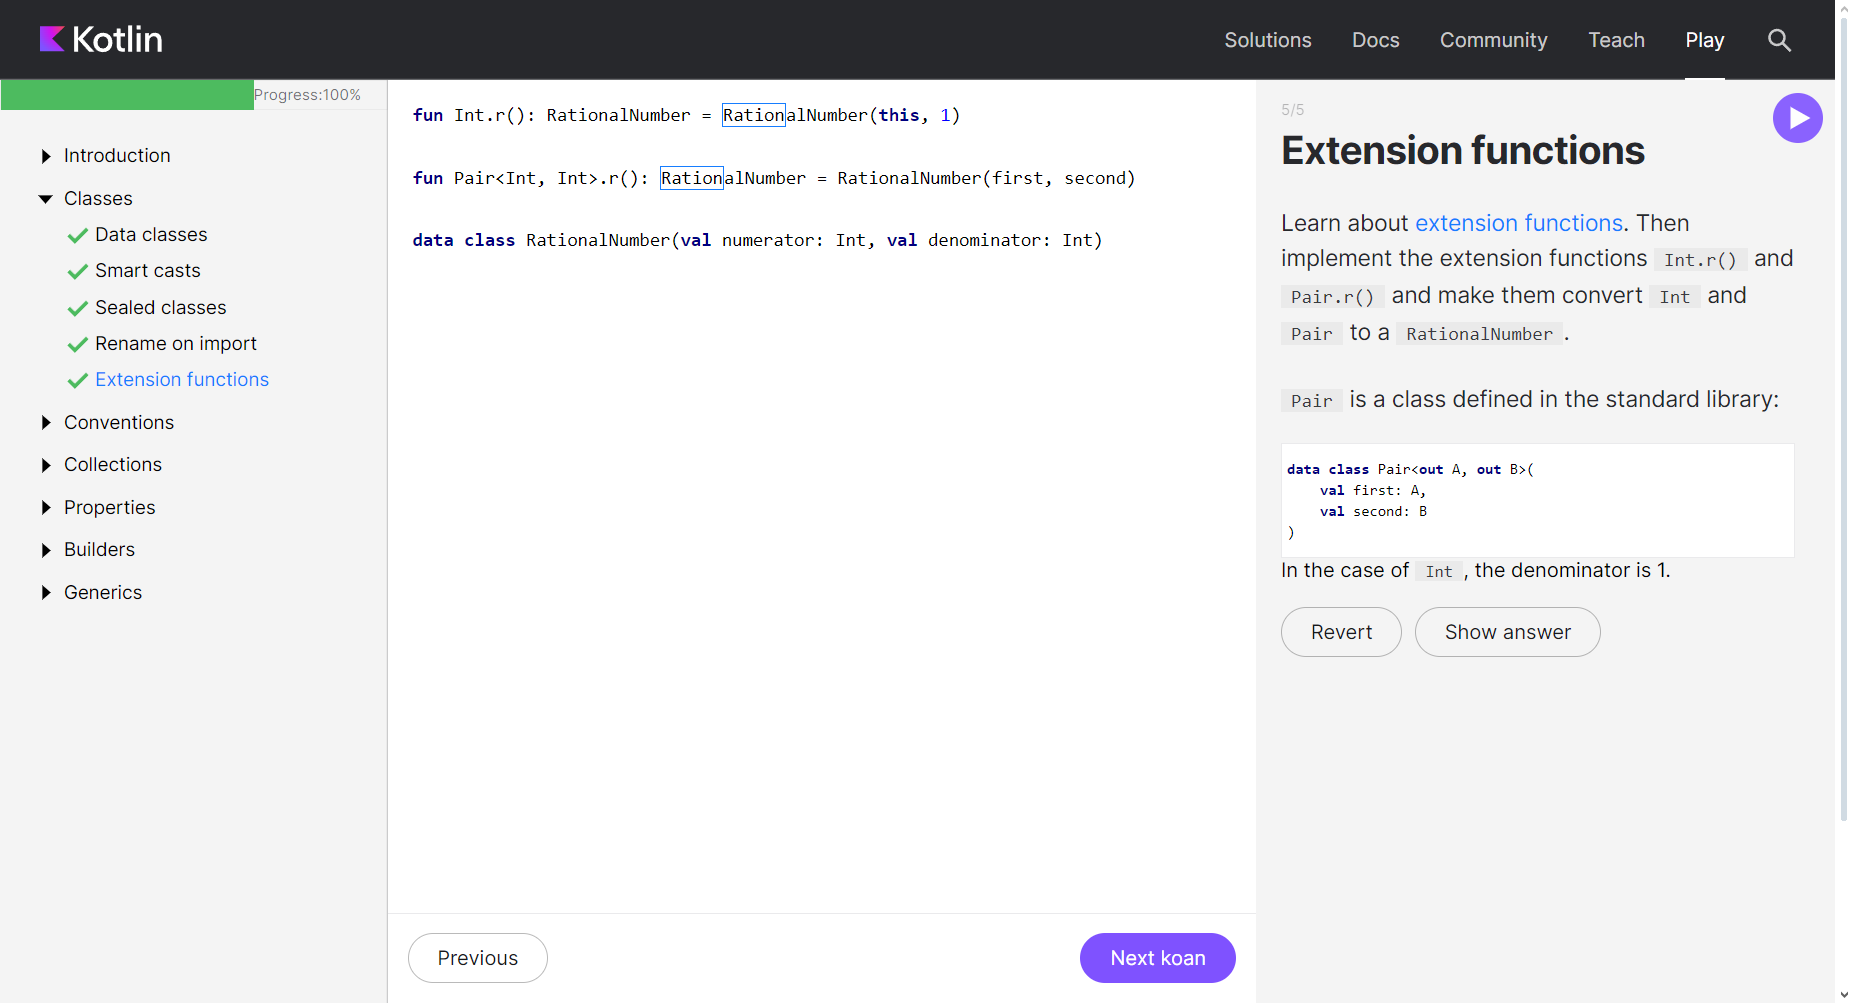 Kotlin
Solutions Docs Community Teach Play
Progress:100%
Introduction
Classes
Data classes
Smart casts
Sealed classes
Rename on import
Extension functions
Conventions
Collections
Properties
Builders
Generics
fun Int.r(): RationalNumber = RationalNumber(this, 1)
fun Pair<Int, Int>.r(): RationalNumber = RationalNumber(first, second)
data class RationalNumber(val numerator: Int, val denominator: Int)
Previous
Next koan
5/5
Extension functions
Learn about extension functions. Then
implement the extension functions Int.r() and
Pair.r() and make them convert Int and
Pair to a RationalNumber .
Pair is a class defined in the standard library:
data class Pair<out A, out B>(
    val first: A,
    val second: B
)
In the case of Int , the denominator is 1.
Revert
Show answer